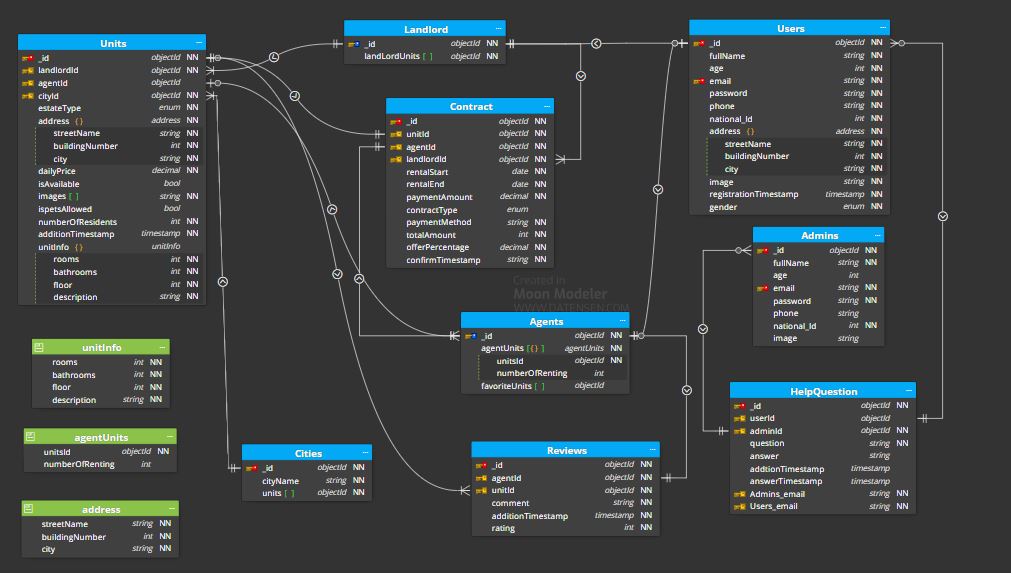 Units
_id objectId NN
landlordId objectId NN
agentId objectId NN
cityId objectId NN
estateType enum NN
address { } address NN
streetName string NN
buildingNumber int NN
city string NN
dailyPrice decimal NN
isAvailable bool
images [ ] string NN
ispetsAllowed bool
numberOfResidents int NN
additionTimestamp timestamp NN
unitInfo { } unitInfo
rooms int NN
bathrooms int NN
floor int NN
description string NN
Landlord
_id objectId NN
landLordUnits [ ] objectId NN
Users
_id objectId NN
fullName string NN
age int NN
email string NN
password string NN
phone string NN
national_Id int NN
address { } address NN
streetName string NN
buildingNumber int NN
city string NN
image string NN
registrationTimestamp timestamp NN
gender enum NN
Contract
_id objectId NN
unitId objectId NN
agentId objectId NN
landlordId objectId NN
rentalStart date NN
rentalEnd date NN
paymentAmount decimal NN
contractType enum
paymentMethod string NN
totalAmount int NN
offerPercentage decimal NN
confirmTimestamp string NN
Created in
Moon Modeler
WWW.DATENSEN.COM
Admins
_id objectId NN
fullName string NN
age int
email string NN
password string NN
phone string
national_Id int NN
image string
Agents
_id objectId NN
agentUnits [{ }] agentUnits NN
unitsId objectId NN
numberOfRenting int
favoriteUnits [ ] objectId
unitInfo
rooms int NN
bathrooms int NN
floor int NN
description string NN
HelpQuestion
_id objectId NN
userId objectId
adminId objectId NN
question string NN
answer string
addtionTimestamp timestamp
answerTimestamp timestamp
Admins_email string NN
Users_email string NN
agentUnits
unitsId objectId NN
numberOfRenting int
Cities
_id objectId NN
cityName string NN
units [ ] objectId NN
Reviews
_id objectId NN
agentId objectId NN
unitId objectId NN
comment string NN
additionTimestamp timestamp NN
rating int NN
address
streetName string NN
buildingNumber int NN
city string NN